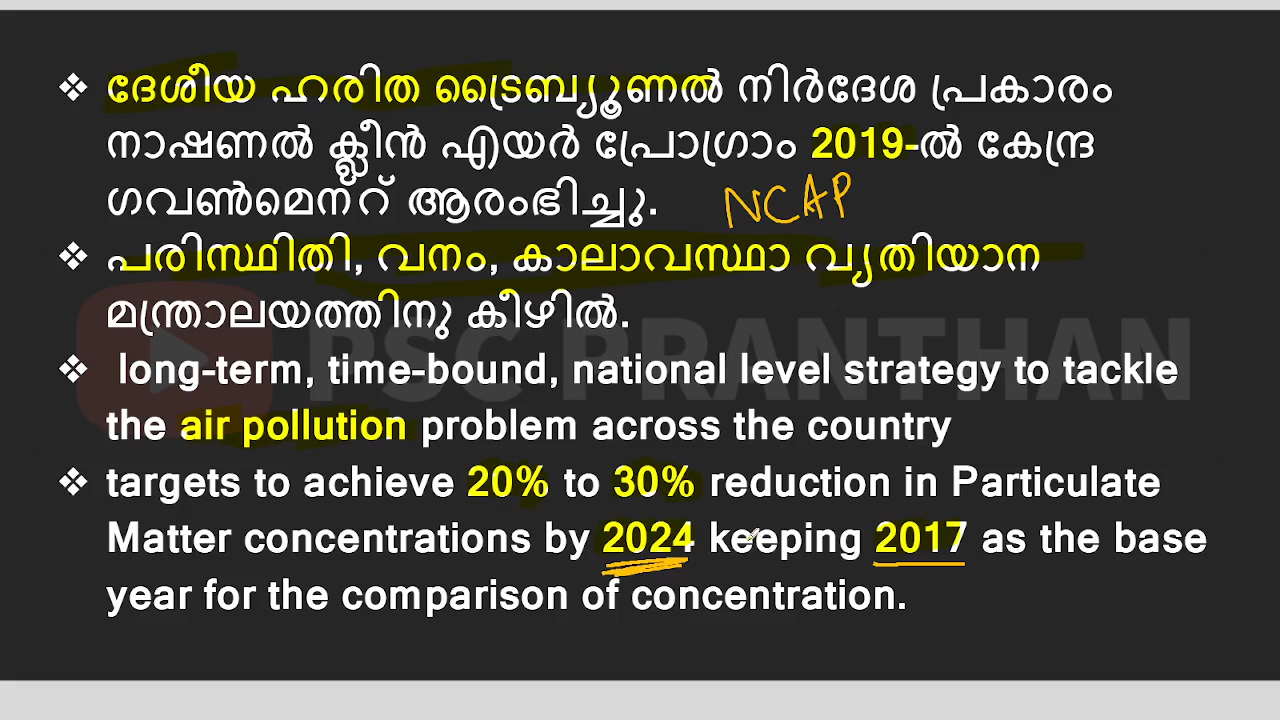 ❖ ദേശീയ ഹരിത ട്രൈബ്യൂണൽ നിർദേശ പ്രകാരം
നാഷണൽ ക്ലീൻ എയർ പ്രോഗ്രാം 2019-ൽ കേന്ദ്ര
ഗവൺമെന്റ് ആരംഭിച്ചു. NCAP
❖ പരിസ്ഥിതി, വനം, കാലാവസ്ഥാ വ്യതിയാന
മന്ത്രാലയത്തിനു കീഴിൽ.
PSC PRANTHAN
❖ long-term, time-bound, national level strategy to tackle
the air pollution problem across the country
❖ targets to achieve 20% to 30% reduction in Particulate
Matter concentrations by 2024 keeping 2017 as the base
year for the comparison of concentration.